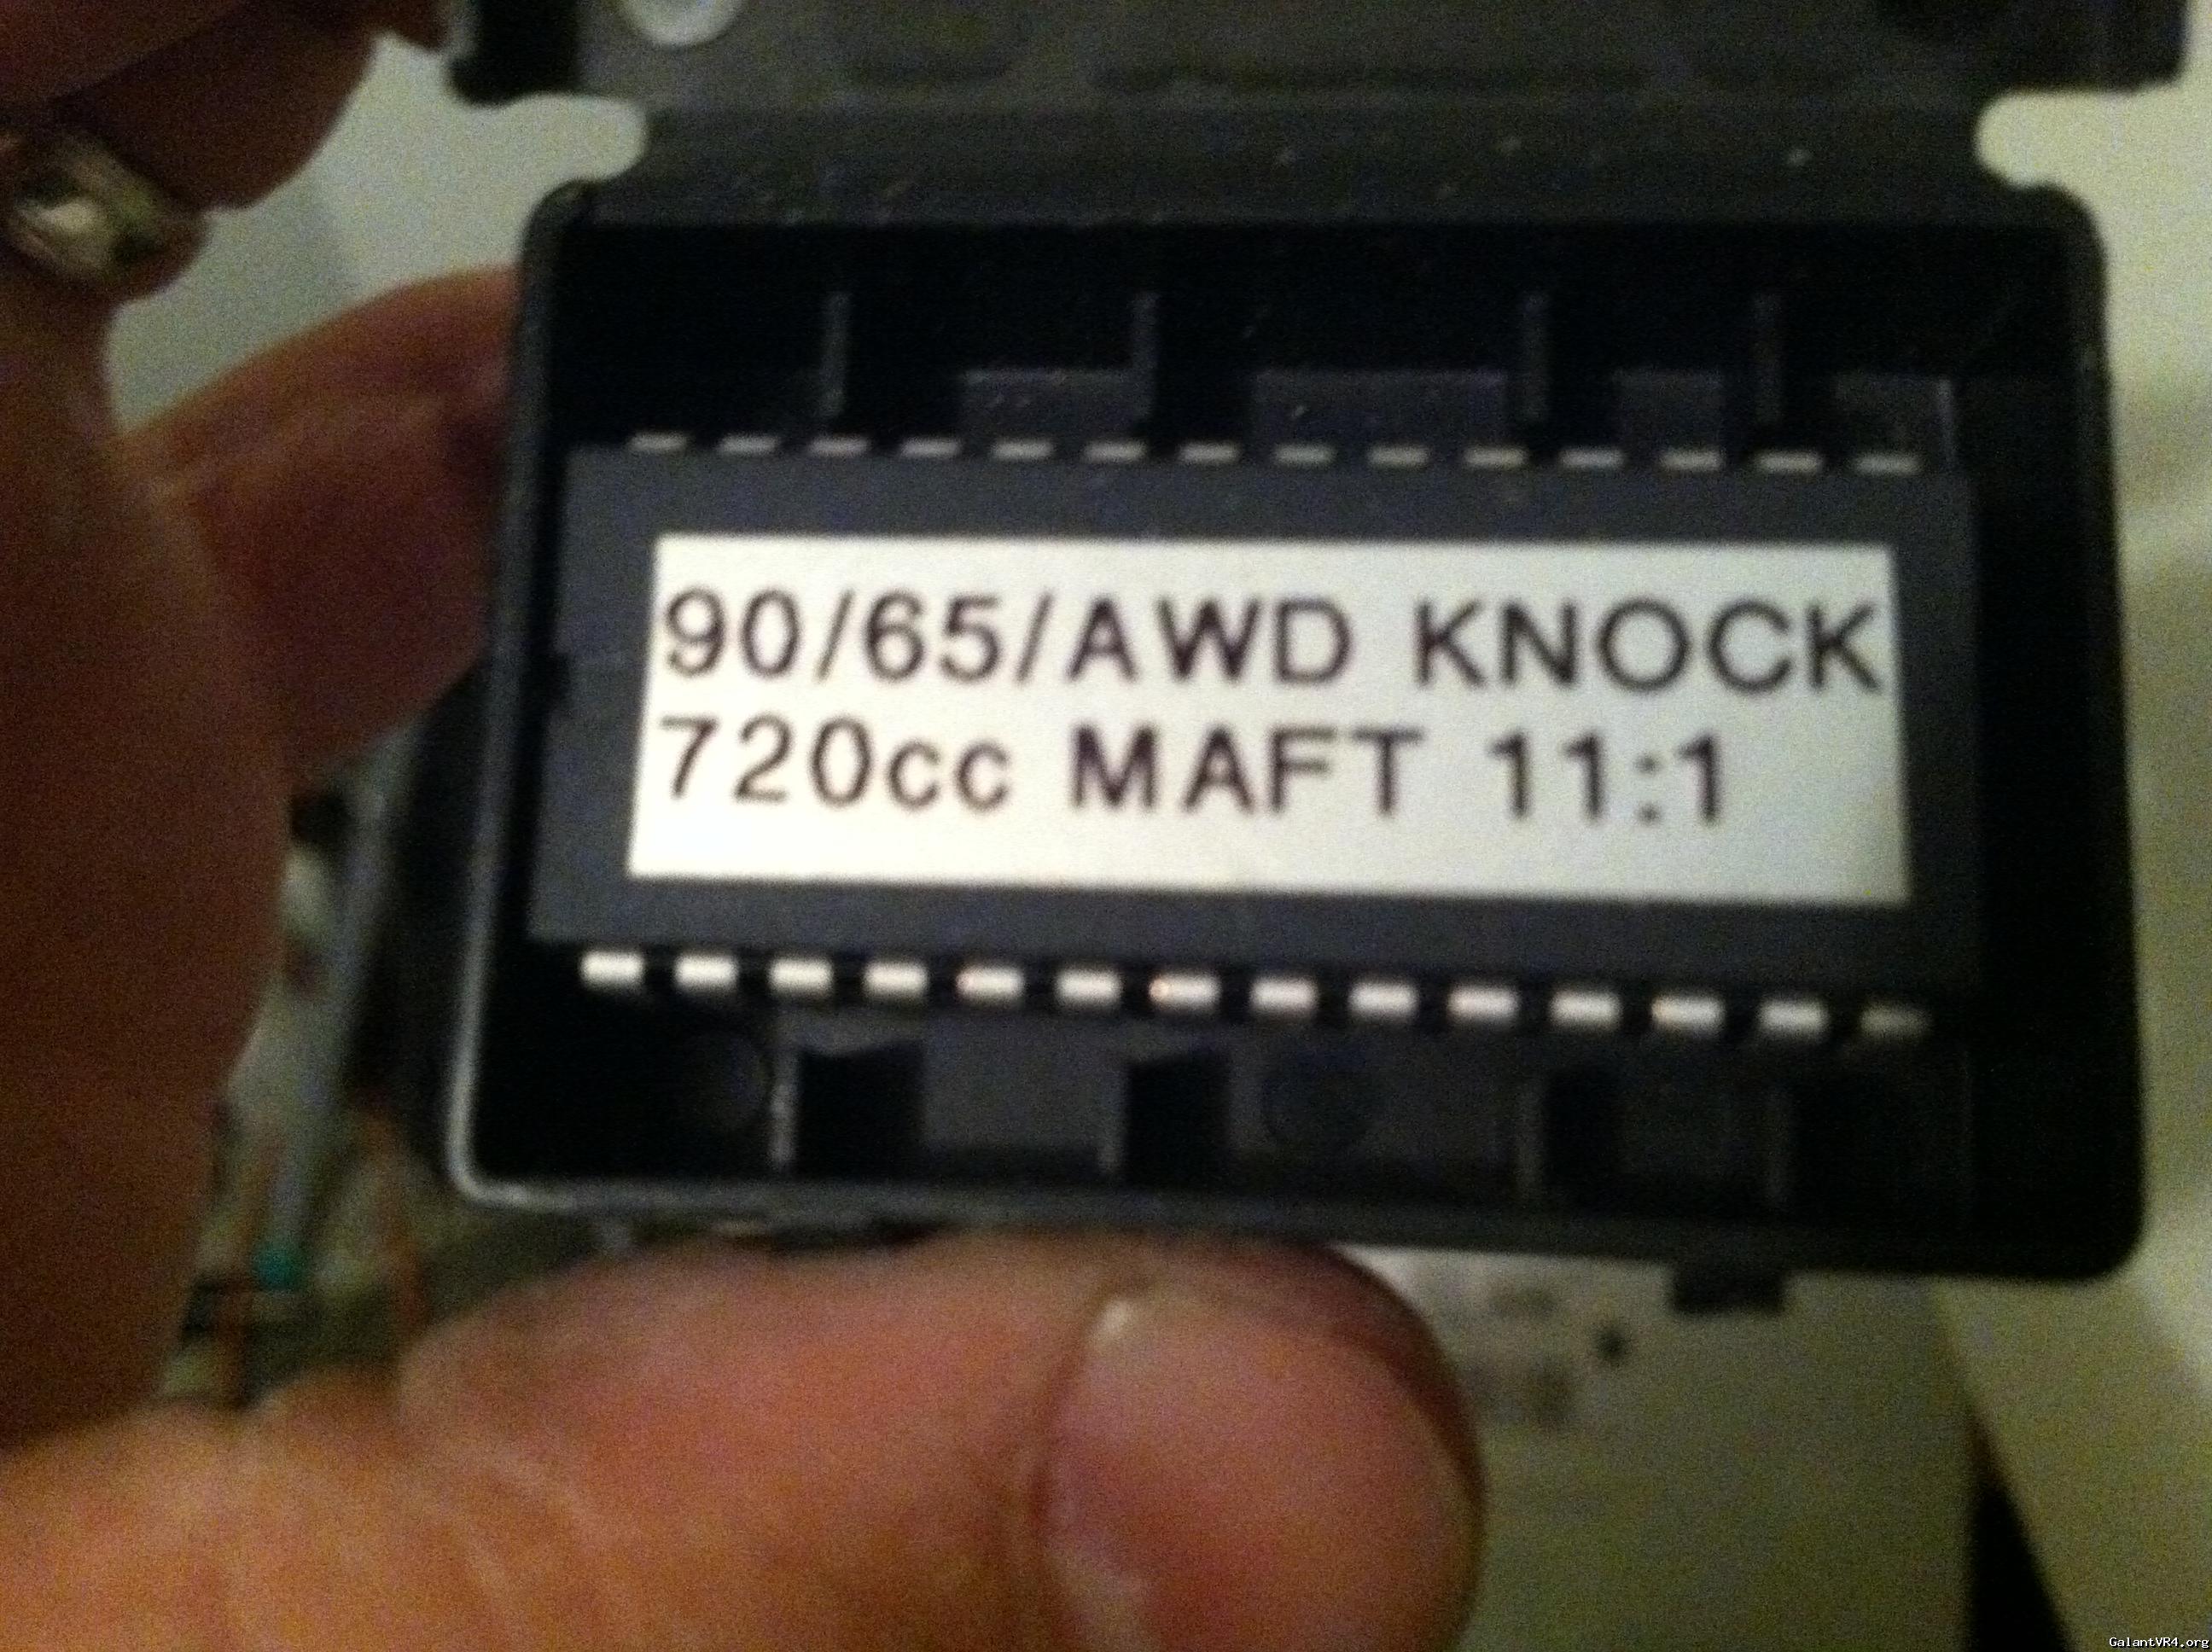 90/65/AWD KNOCK
720cc MAFT 11:1
GalantVR4.org